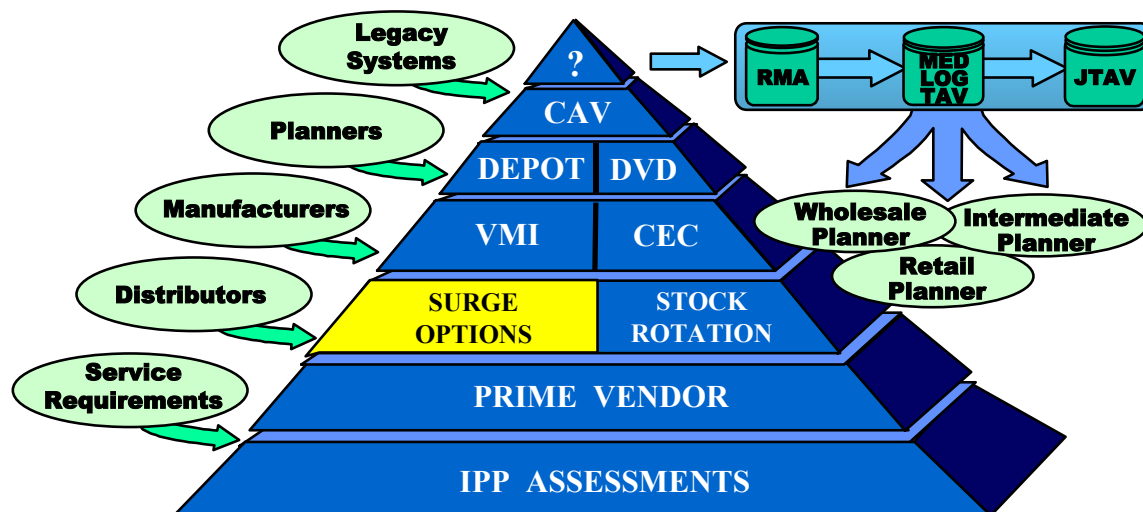 Legacy
Systems
Planners
Manufacturers
Distributors
Service
Requirements
?
CAV
DEPOT
DVD
VMI
CEC
SURGE
OPTIONS
STOCK
ROTATION
PRIME VENDOR
IPP ASSESSMENTS
RMA
MED
LOG
TAV
JTAV
Wholesale
Planner
Intermediate
Planner
Retail
Planner